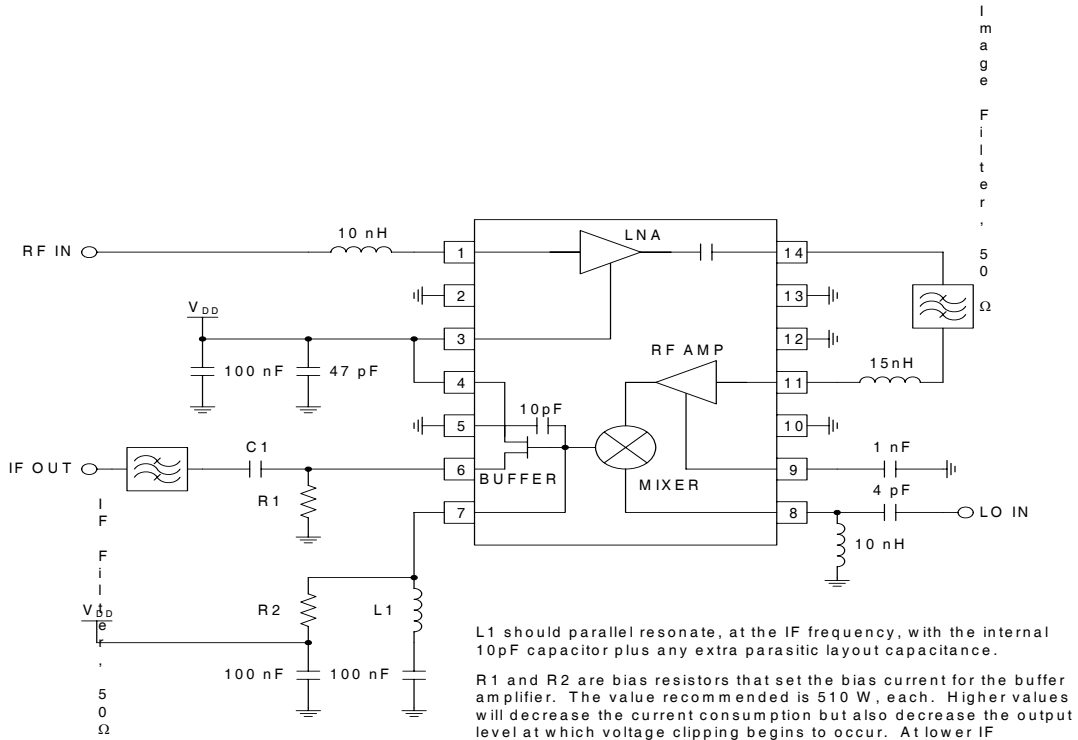 Image Filter, 50 Ω
LNA
10 nH
RF IN
1
14
2
13
VDD
3
12
RF AMP
15nH
100 nF
47 pF
4
11
10pF
5
10
C1
1 nF
IF OUT
6
9
BUFFER
MIXER
R1
4 pF
7
8
LO IN
10 nH
IF Filter, 50Ω
VDD
R2
L1
100 nF
100 nF
L1 should parallel resonate, at the IF frequency, with the internal
10pF capacitor plus any extra parasitic layout capacitance.
R1 and R2 are bias resistors that set the bias current for the buffer
amplifier. The value recommended is 510 W, each. Higher values
will decrease the current consumption but also decrease the output
level at which voltage clipping begins to occur. At lower IF